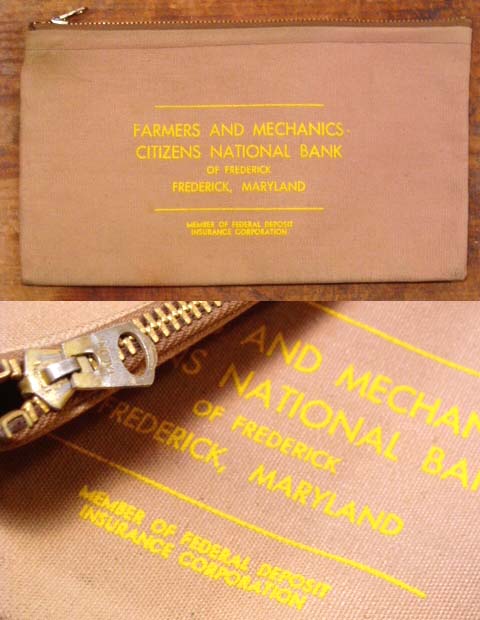 FARMERS AND MECHANICS-
CITIZENS NATIONAL BANK
OF FREDERICK
FREDERICK, MARYLAND
MEMBER OF FEDERAL DEPOSIT
INSURANCE CORPORATION
AND MECHAN
NS NATIONAL BA
OF FREDERICK
FREDERICK, MARYLAND
MEMBER OF FEDERAL DEPOSIT
INSURANCE CORPORATION